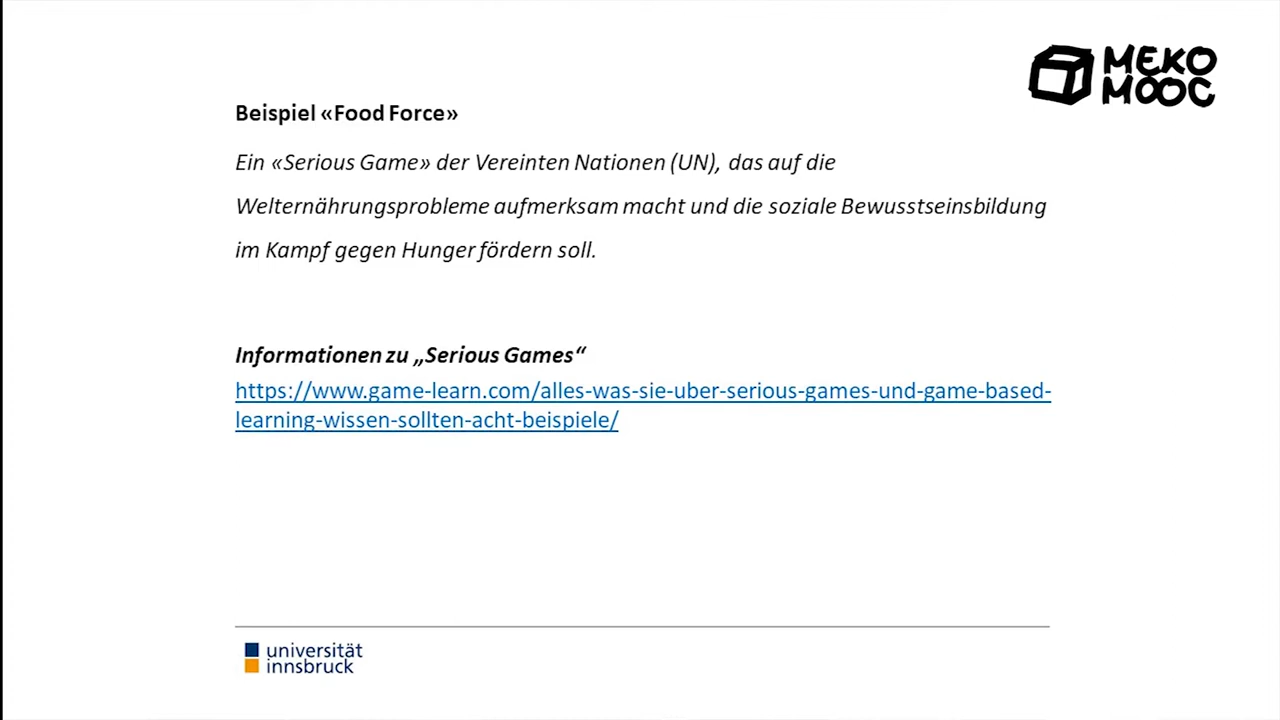 MEKO
MOOC
Beispiel «Food Force»
Ein «Serious Game» der Vereinten Nationen (UN), das auf die
Welternährungsprobleme aufmerksam macht und die soziale Bewusstseinsbildung
im Kampf gegen Hunger fördern soll.
Informationen zu „Serious Games“
https://www.game-learn.com/alles-was-sie-uber-serious-games-und-game-based-
learning-wissen-sollten-acht-beispiele/
universität
innsbruck